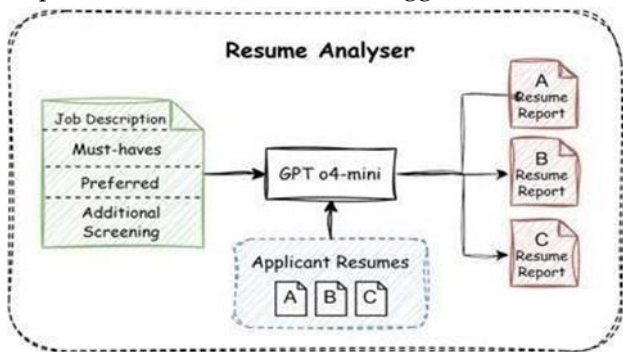 Resume Analyser
Job Description
Must-haves
Preferred
Additional
Screening
GPT o4-mini
Applicant Resumes
A B C
A
Resume
Report
B
Resume
Report
C
Resume
Report